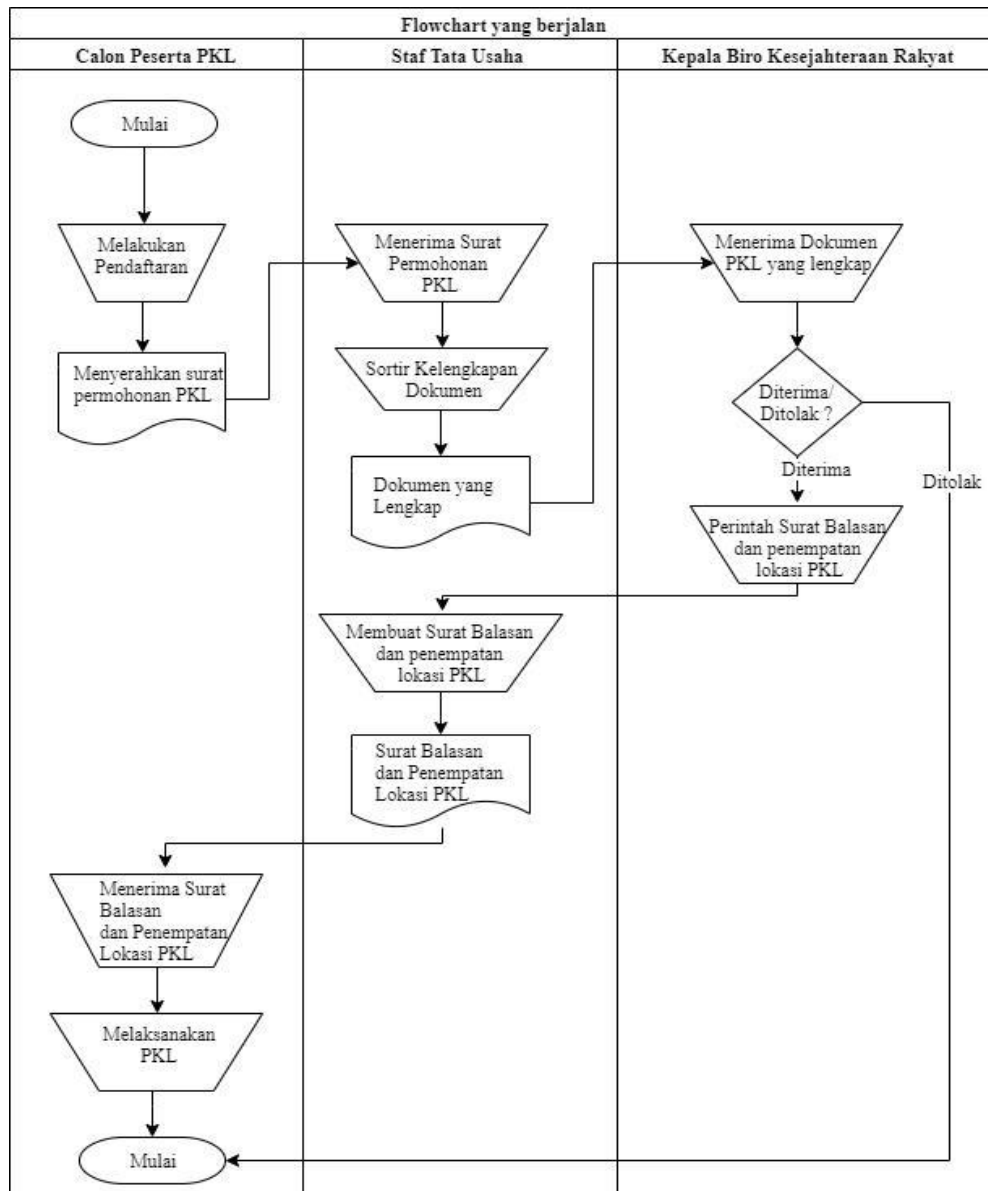 Flowchart yang berjalan
Calon Peserta PKL
Staf Tata Usaha
Kepala Biro Kesejahteraan Rakyat
Mulai
Melakukan
Pendaftaran
Menyerahkan surat
permohonan PKL
Menerima Surat
Permohonan
PKL
Sortir Kelengkapan
Dokumen
Dokumen yang
Lengkap
Menerima Dokumen
PKL yang lengkap
Diterima/
Ditolak ?
Diterima
Ditolak
Perintah Surat Balasan
dan penempatan
lokasi PKL
Membuat Surat Balasan
dan penempatan
lokasi PKL
Surat Balasan
dan Penempatan
Lokasi PKL
Menerima Surat
Balasan
dan Penempatan
Lokasi PKL
Melaksanakan
PKL
Mulai